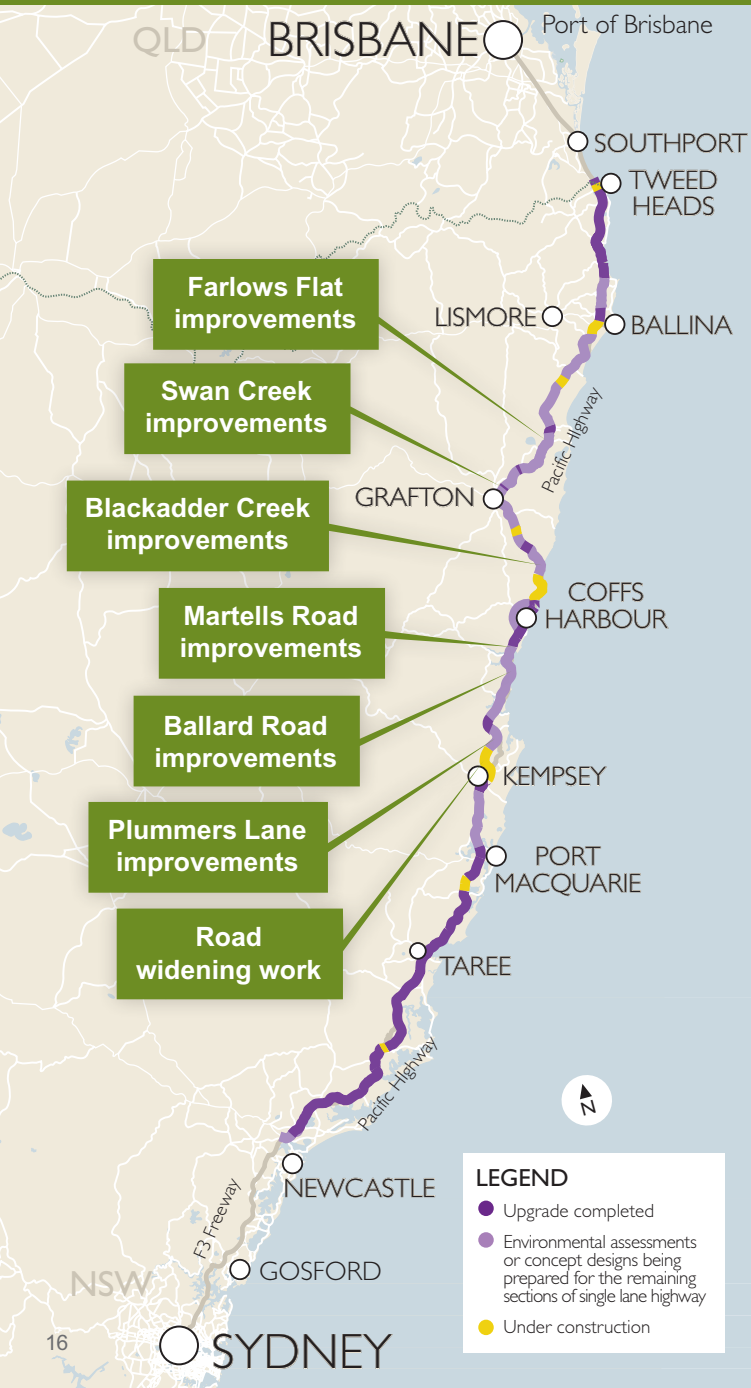 QLD
BRISBANE
Port of Brisbane
SOUTHPORT
TWEED
HEADS
Farlows Flat
improvements
LISMORE
BALLINA
Swan Creek
improvements
Pacific HIghway
GRAFTON
Blackadder Creek
improvements
COFFS
HARBOUR
Martells Road
improvements
Ballard Road
improvements
KEMPSEY
Plummers Lane
improvements
PORT
MACQUARIE
Road
widening work
TAREE
Pacific HIghway
N
NEWCASTLE
F3 Freeway
GOSFORD
NSW
SYDNEY
16
LEGEND
Upgrade completed
Environmental assessments
or concept designs being
prepared for the remaining
sections of single lane highway
Under construction